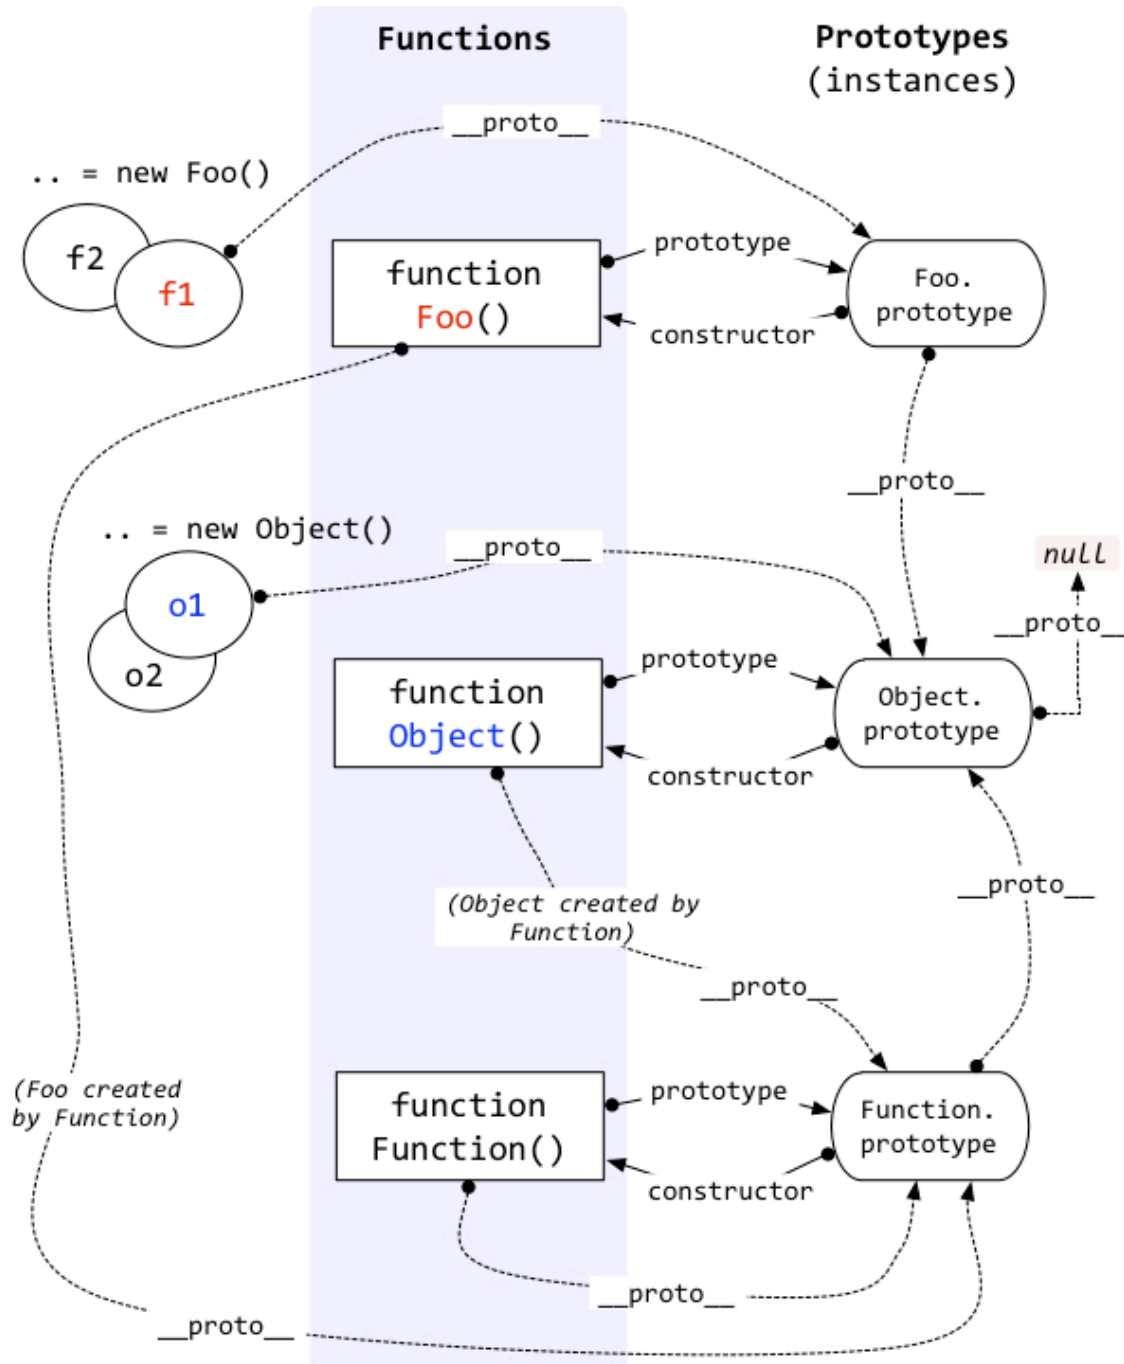 Functions
Prototypes
(instances)
__proto__
.. = new Foo()
f2
f1
function
Foo()
prototype
constructor
Foo.
prototype
__proto__
.. = new Object()
__proto__
null
__proto__
o1
o2
function
Object()
prototype
constructor
Object.
prototype
(Object created by
Function)
__proto__
__proto__
(Foo created
by Function)
function
Function()
prototype
constructor
Function.
prototype
__proto__
__proto__